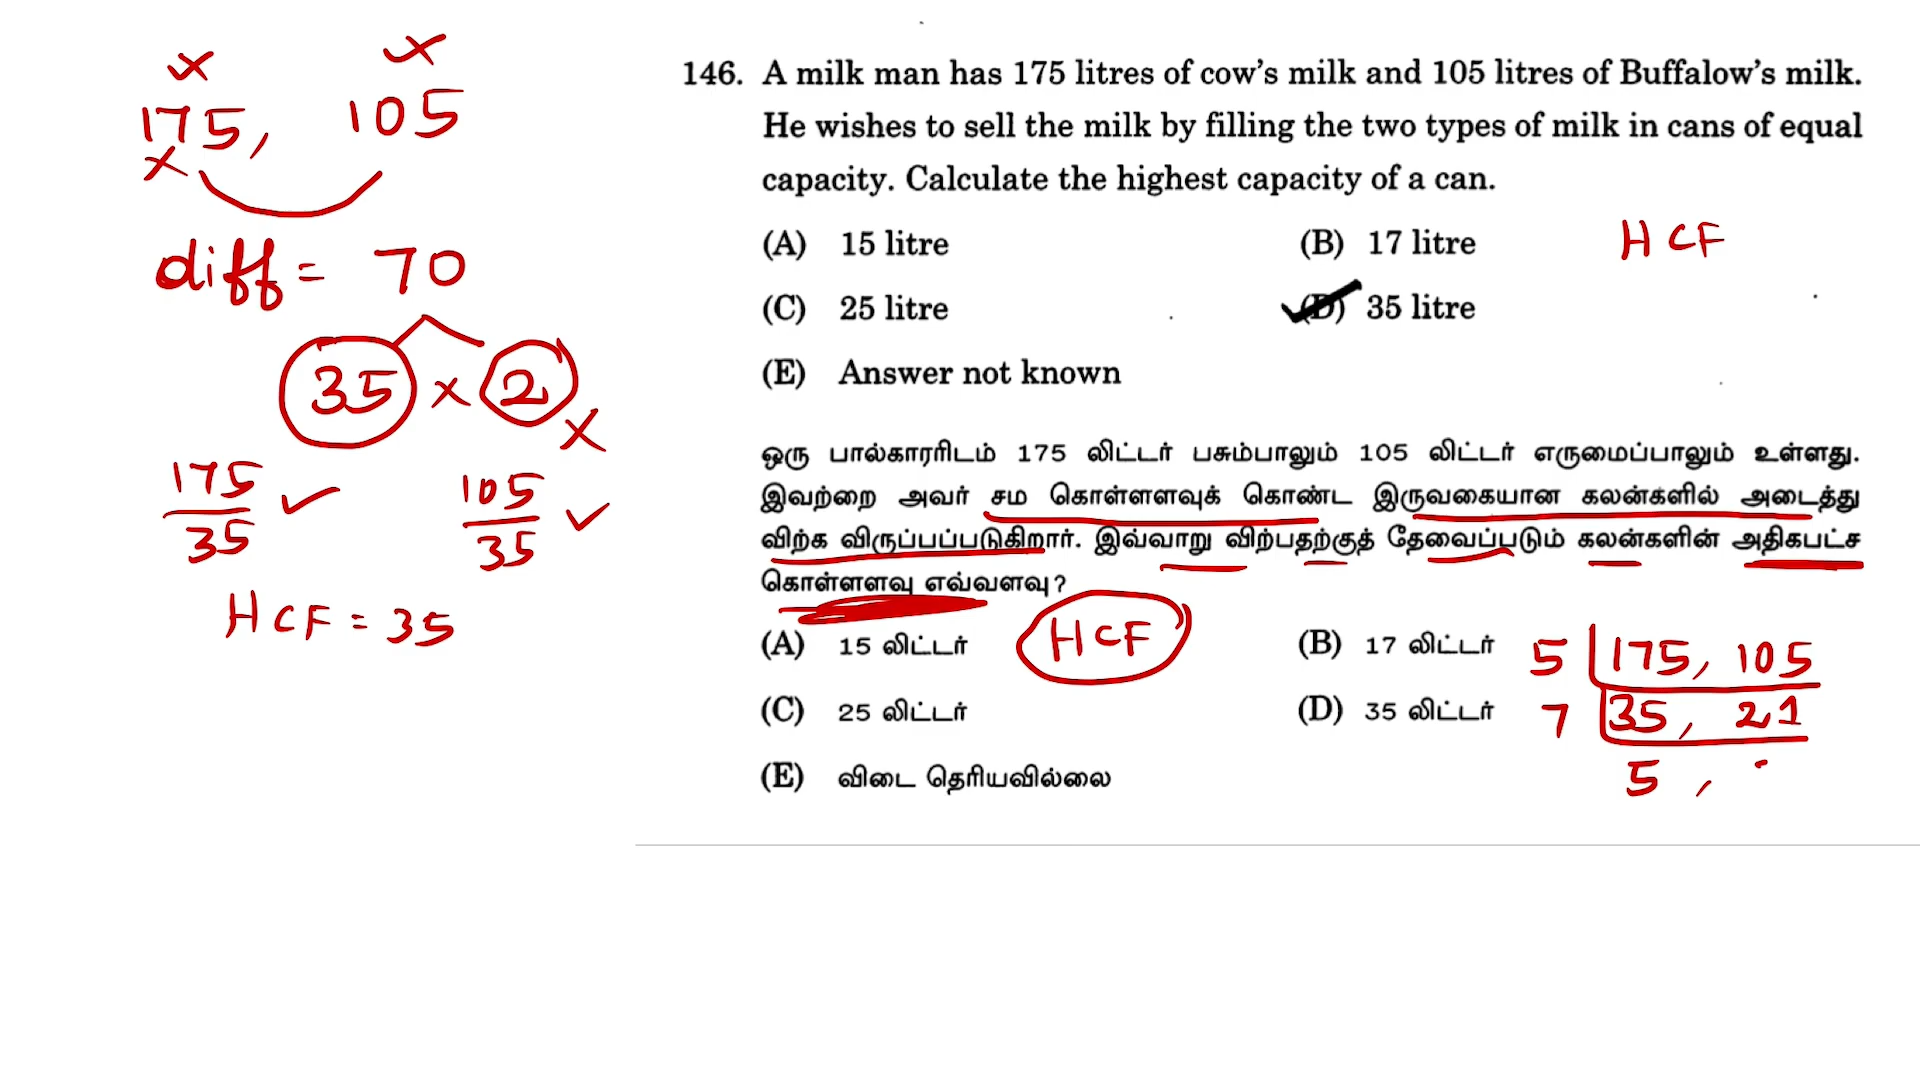 175, 105
diff = 70
35 × 2
175/35 105/35
HCF = 35
146. A milk man has 175 litres of cow's milk and 105 litres of Buffalow's milk.
He wishes to sell the milk by filling the two types of milk in cans of equal
capacity. Calculate the highest capacity of a can.
(A) 15 litre (B) 17 litre
HCF
(C) 25 litre (D) 35 litre
(E) Answer not known
ஒரு பால்காரரிடம் 175 லிட்டர் பசும்பாலும் 105 லிட்டர் எருமைப்பாலும் உள்ளது.
இவற்றை அவர் சம கொள்ளளவுக் கொண்ட இருவகையான கலன்களில் அடைத்து
விற்க விருப்பப்படுகிறார். இவ்வாறு விற்பதற்குத் தேவைப்படும் கலன்களின் அதிகபட்ச
கொள்ளளவு எவ்வளவு?
(A) 15 லிட்டர் (B) 17 லிட்டர்
HCF
(C) 25 லிட்டர் (D) 35 லிட்டர்
(E) விடை தெரியவில்லை
5 175, 105
7 35, 21
5 ,